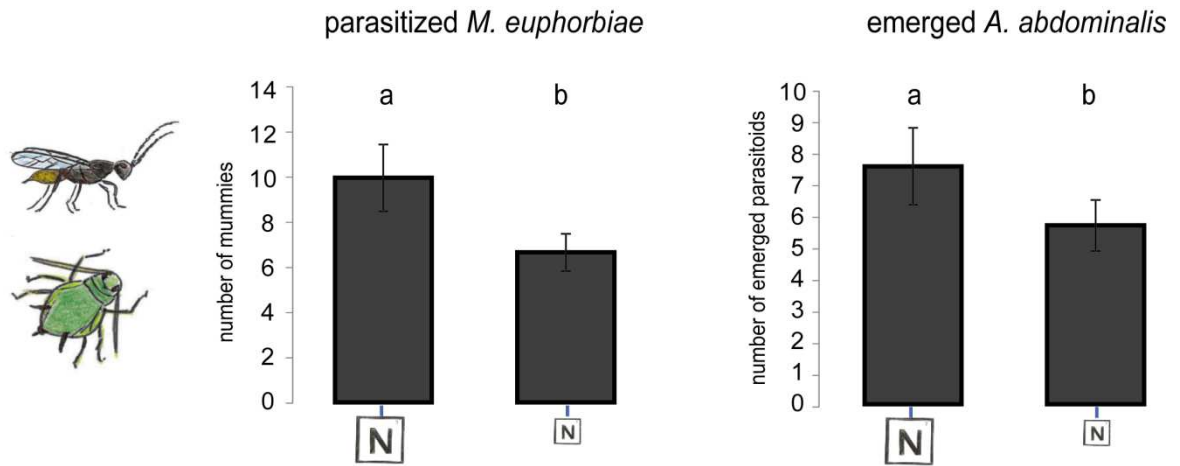 parasitized M. euphorbiae
number of mummies
14
12
10
8
6
4
2
0
a
b
N
N
emerged A. abdominalis
number of emerged parasitoids
10
9
8
7
6
5
4
3
2
1
0
a
b
N
N